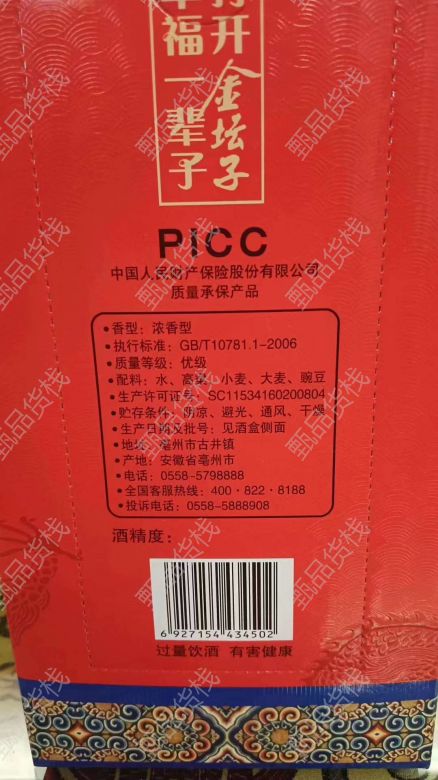 打开金坛子
幸福一辈子
PICC
中国人民财产保险股份有限公司
质量承保产品
•香型：浓香型
•执行标准：GB/T10781.1-2006
•质量等级：优级
•配料：水、高粱、小麦、大麦、豌豆
•生产许可证号：SC11534160200804
•贮存条件：阴凉、避光、通风、干燥
•生产日期及批号：见酒盒侧面
•地址：亳州市古井镇
•产地：安徽省亳州市
•电话：0558-5798888
•全国客服热线：400·822·8188
•投诉电话：0558-5888908
酒精度：
6 927154 434502
过量饮酒 有害健康
甄品货栈